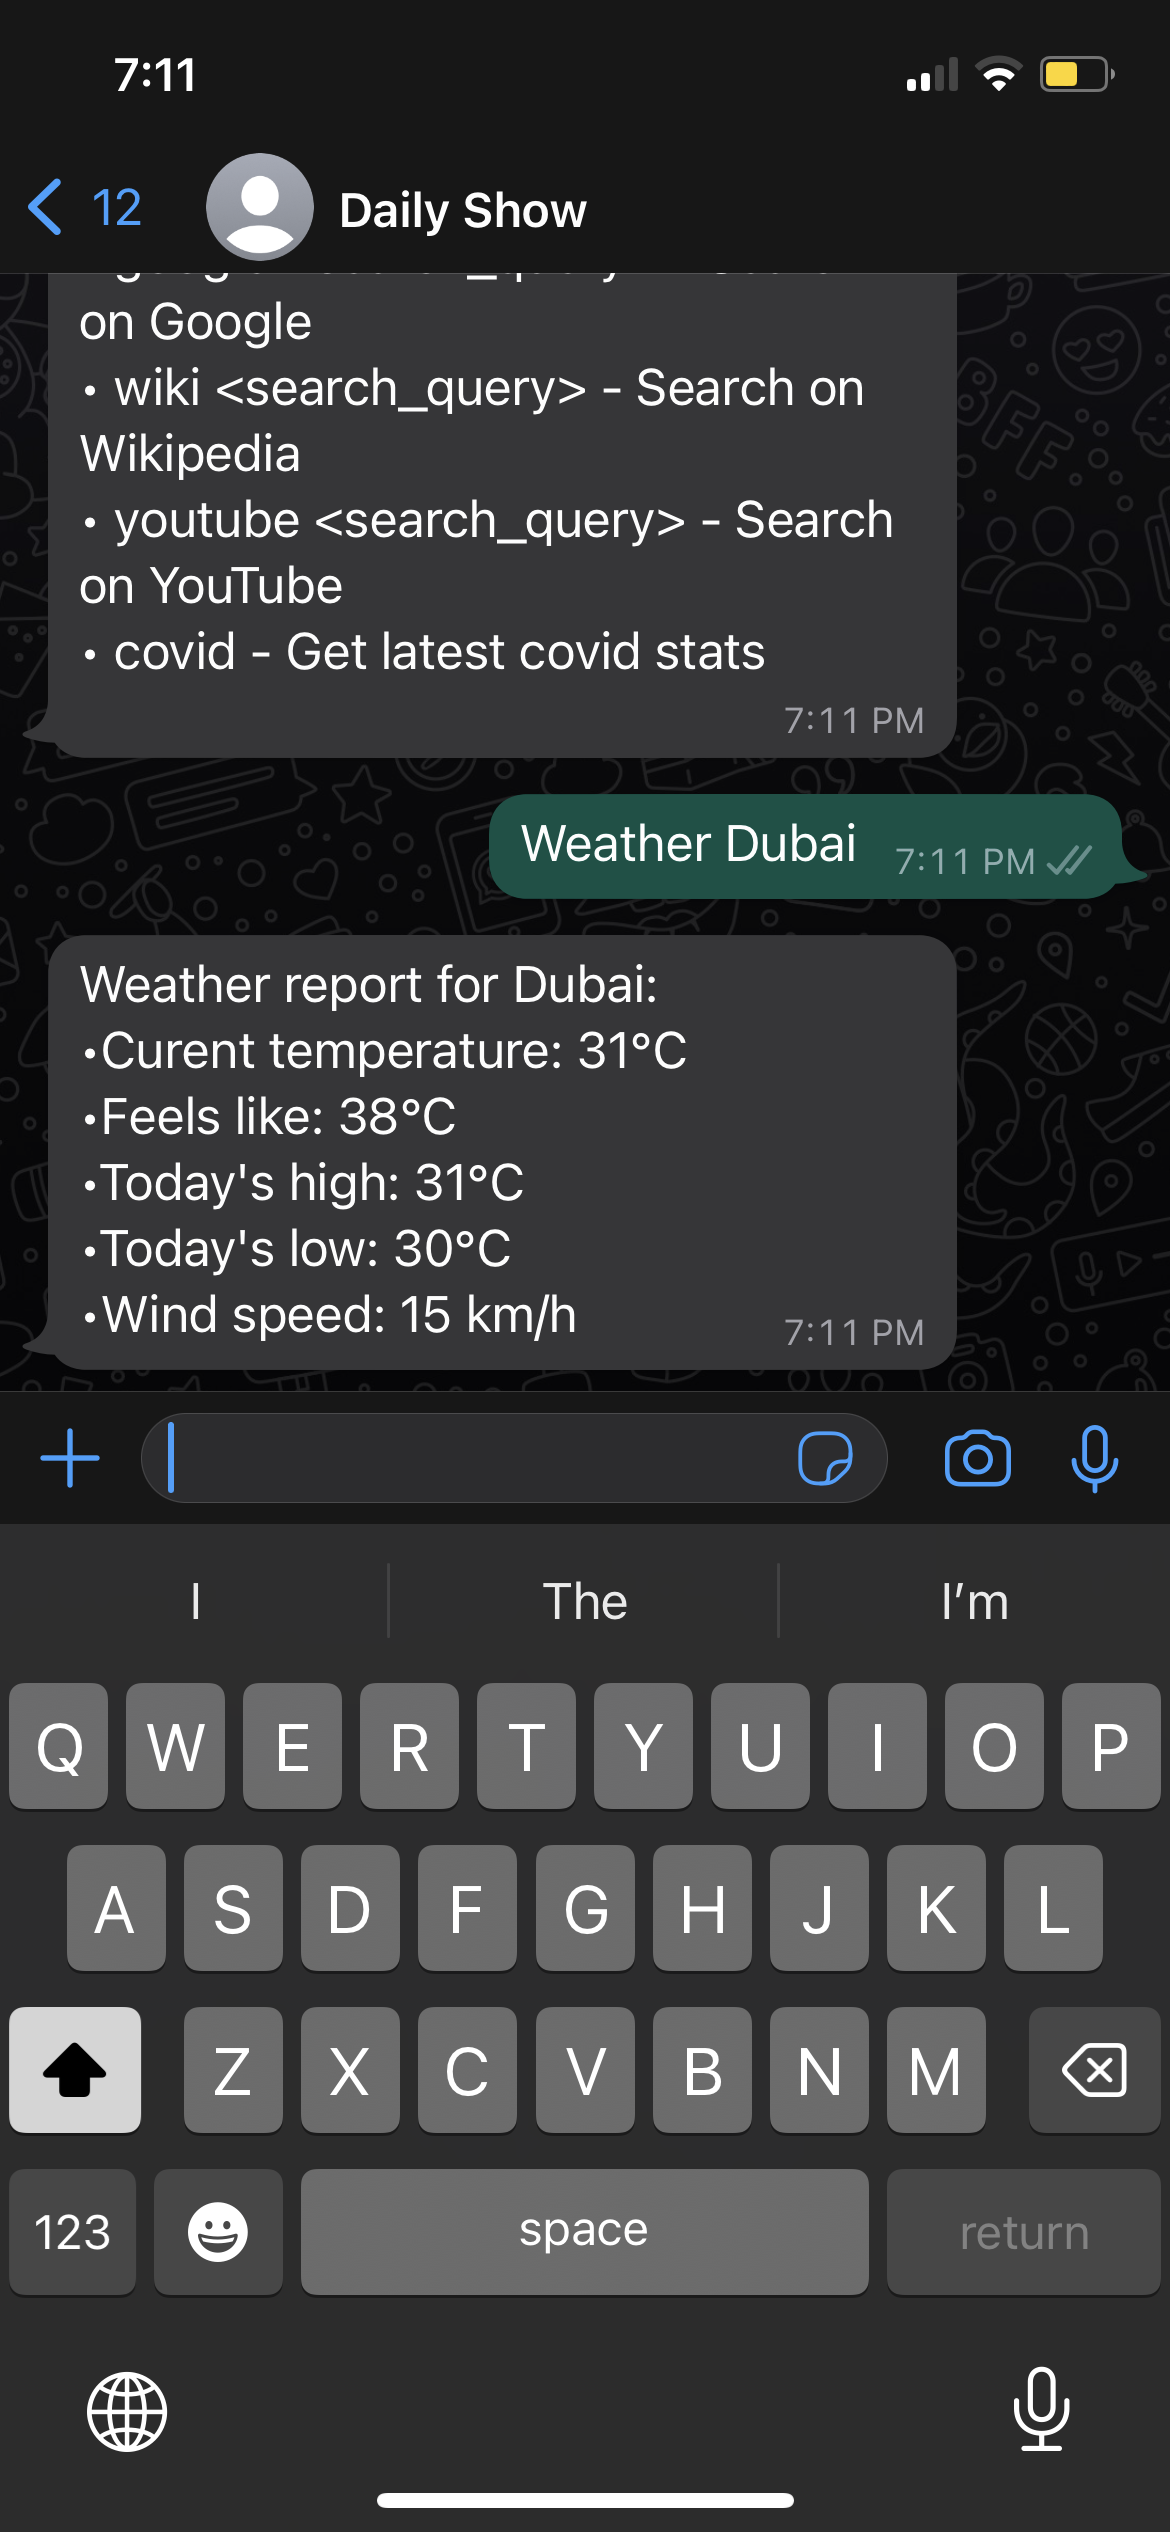 7:11
12
Daily Show
on Google
• wiki <search_query> - Search on
Wikipedia
• youtube <search_query> - Search
on YouTube
• covid - Get latest covid stats
7:11 PM
Weather Dubai
7:11 PM
Weather report for Dubai:
•Curent temperature: 31°C
•Feels like: 38°C
•Today's high: 31°C
•Today's low: 30°C
•Wind speed: 15 km/h
7:11 PM
I The I’m
Q W E R T Y U I O P
A S D F G H J K L
Z X C V B N M
123 space return